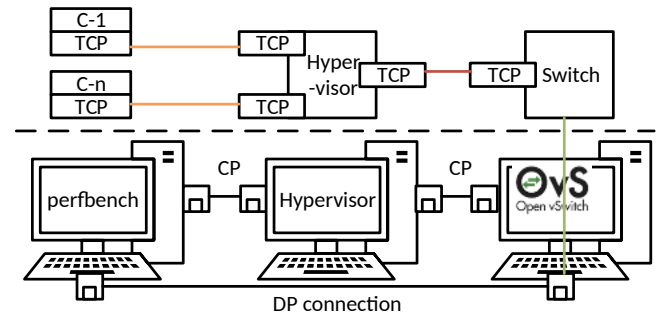 C-1
TCP
TCP
Hyper
-visor
TCP
TCP
Switch
C-n
TCP
TCP
CP
CP
perfbench
Hypervisor
OvS
Open vSwitch
DP connection